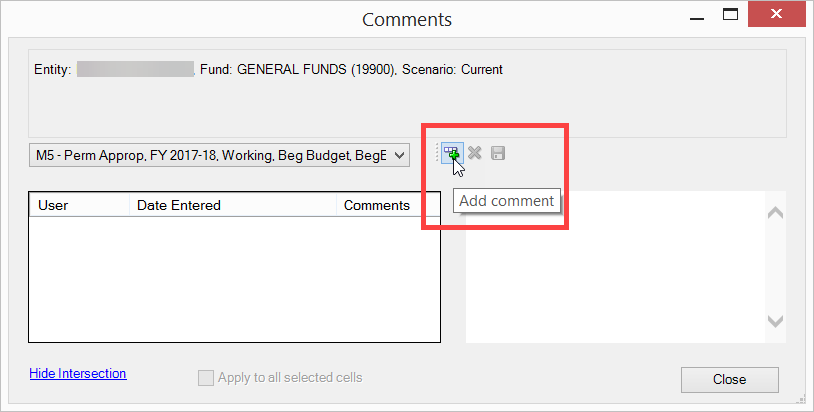 Comments
Entity: , Fund: GENERAL FUNDS (19900), Scenario: Current
M5 - Perm Approp, FY 2017-18, Working, Beg Budget, BegE
Add comment
User Date Entered Comments
Hide Intersection
Apply to all selected cells
Close